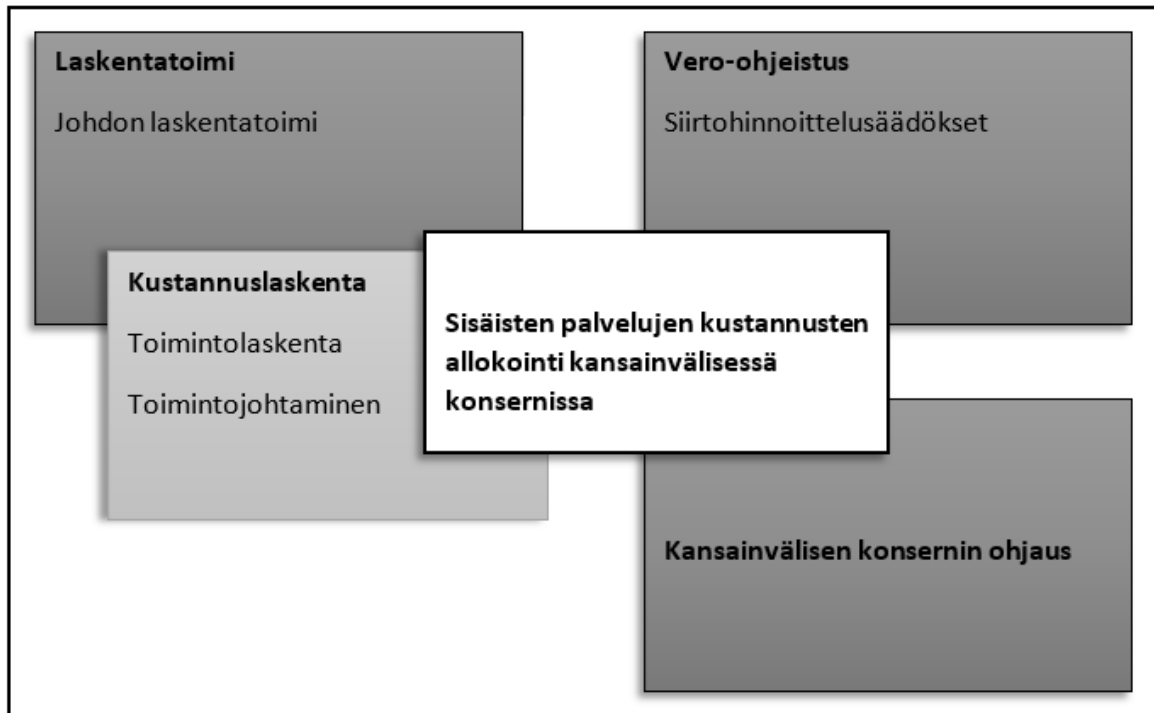 Laskentatoimi
Johdon laskentatoimi
Vero-ohjeistus
Siirtohinnoittelusäädökset
Kustannuslaskenta
Toimintolaskenta
Toimintojohtaminen
Sisäisten palvelujen kustannusten
allokointi kansainvälisessä
konsernissa
Kansainvälisen konsernin ohjaus